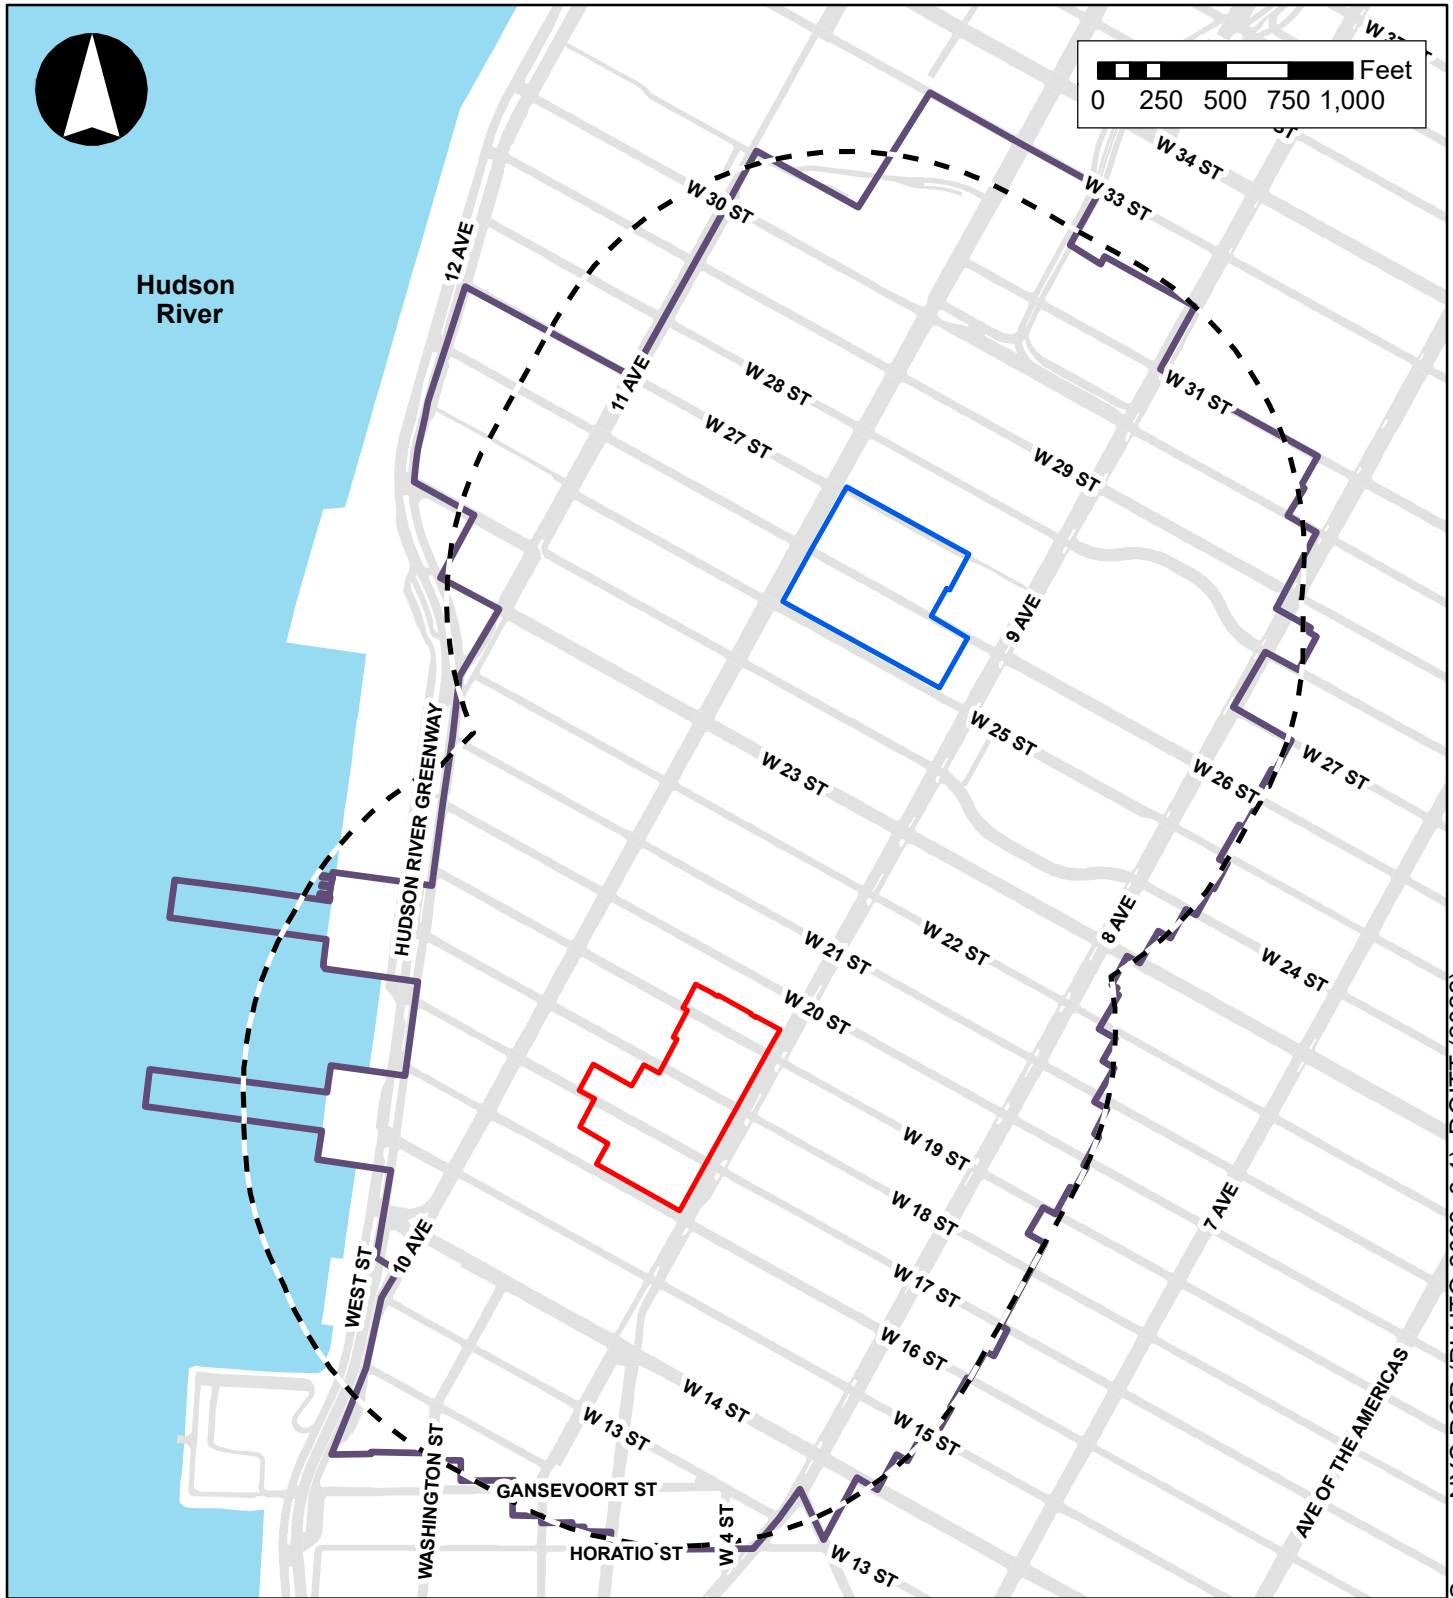 Feet
0 250 500 750 1,000
W 34 ST
W 33 ST
W 30 ST
12 AVE
Hudson
River
11 AVE
W 28 ST
W 31 ST
W 27 ST
W 29 ST
9 AVE
W 25 ST
W 27 ST
W 26 ST
W 23 ST
HUDSON RIVER GREENWAY
8 AVE
W 22 ST
W 21 ST
W 24 ST
W 20 ST
W 19 ST
W 18 ST
7 AVE
10 AVE
WEST ST
W 17 ST
W 16 ST
W 14 ST
W 13 ST
W 15 ST
AVE OF THE AMERICAS
WASHINGTON ST
GANSEVOORT ST
W 4 ST
HORATIO ST
W 13 ST